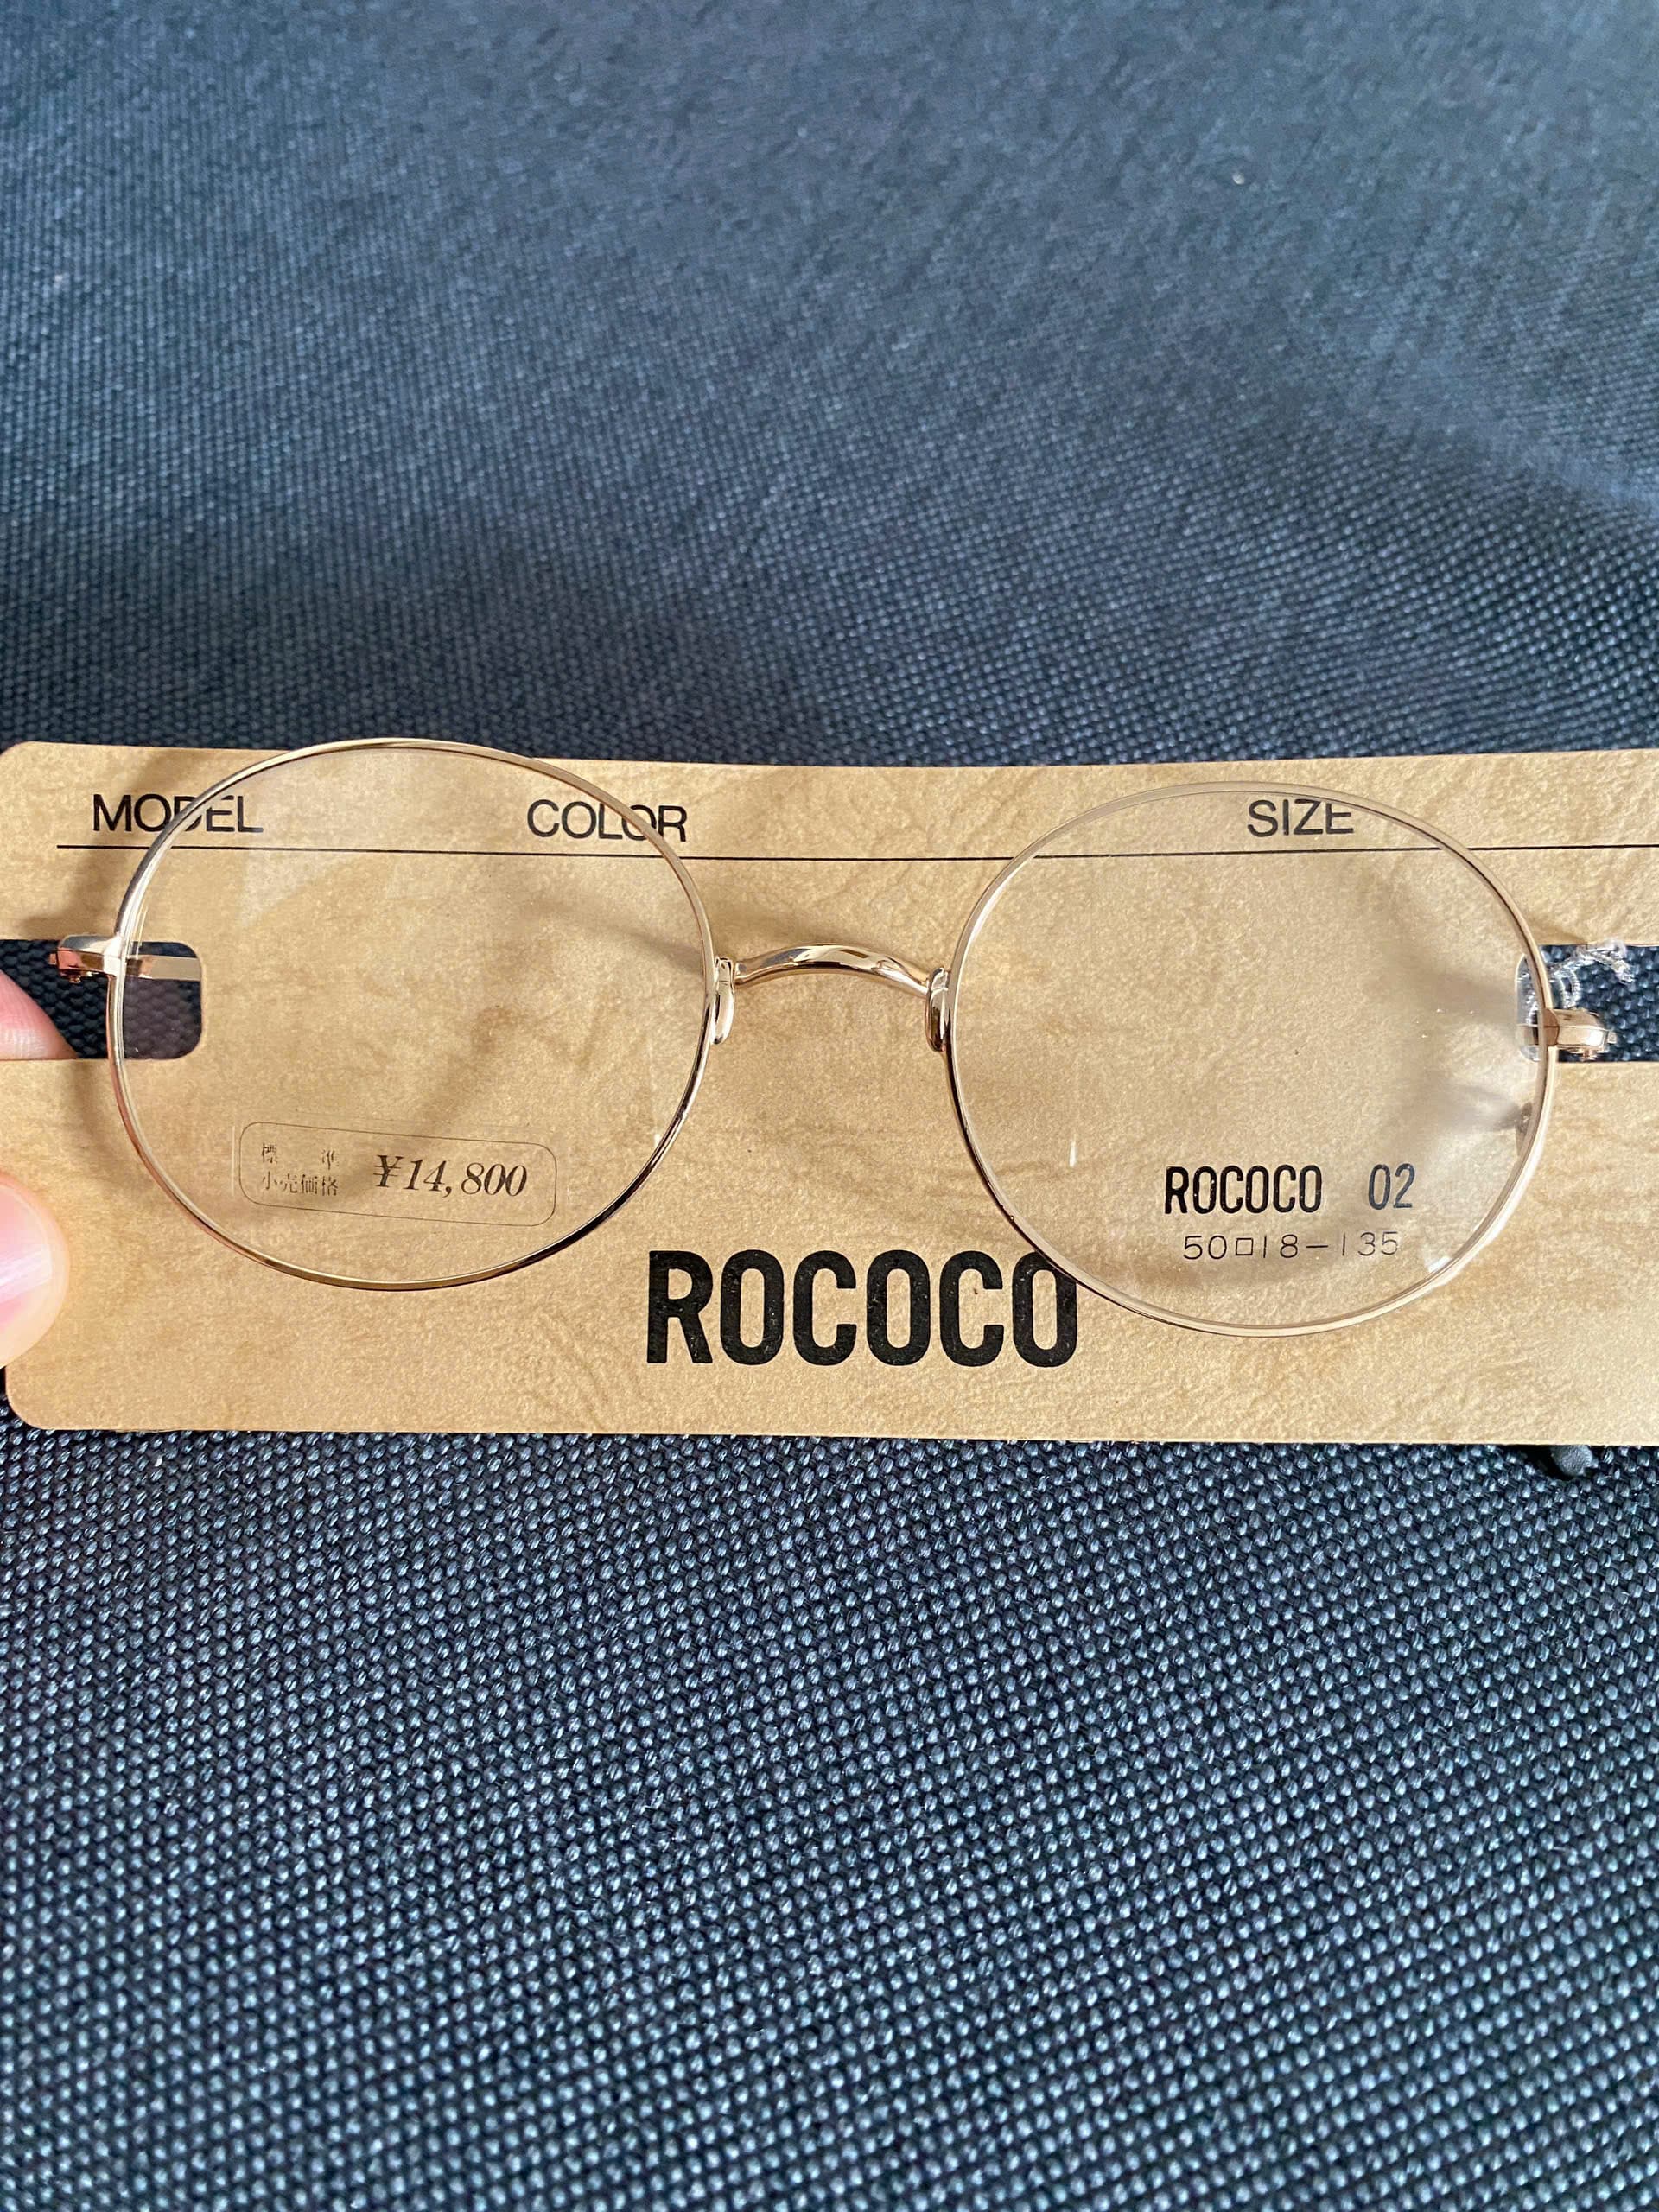 MODEL COLOR SIZE
標準
小売価格 ¥14,800
ROCOCO 02
50□18-135
ROCOCO